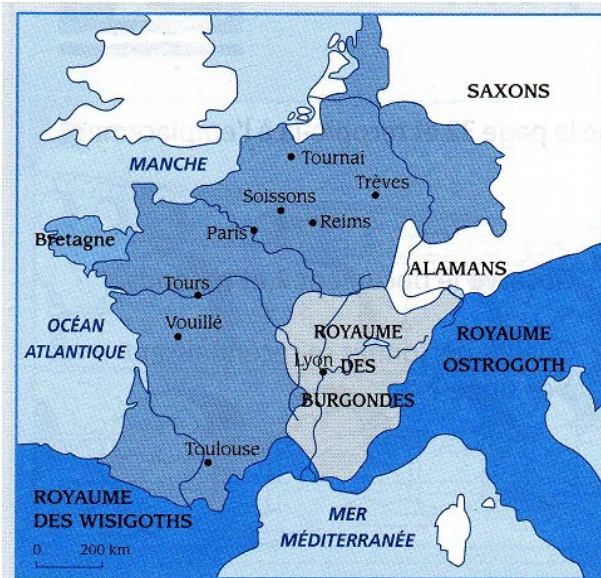 SAXONS
MANCHE
Tournai
Trèves
Soissons
Reims
Paris
Bretagne
ALAMANS
Tours
Vouillé
OCÉAN
ATLANTIQUE
ROYAUME
DES
BURGONDES
Lyon
ROYAUME
OSTROGOTH
Toulouse
ROYAUME
DES WISIGOTHS
MER
MÉDITERRANÉE
0 200 km